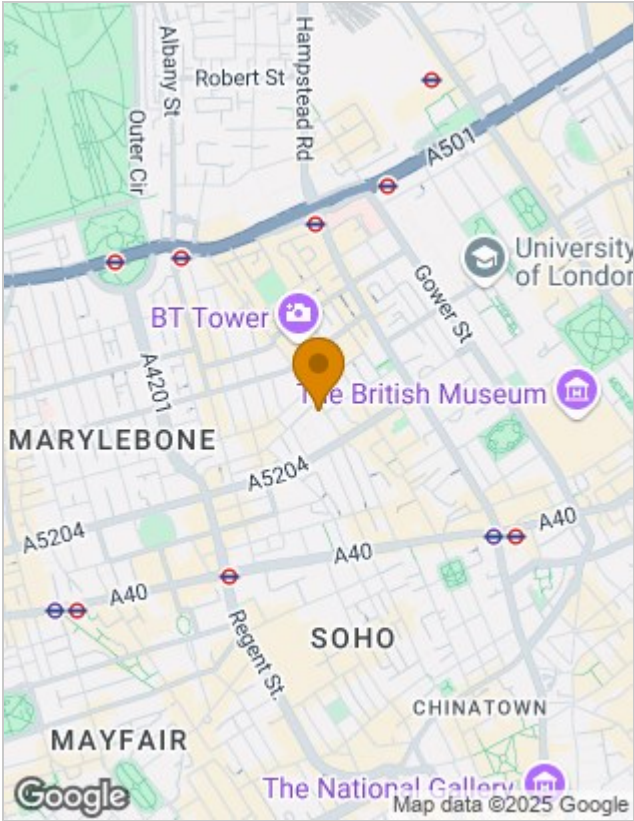 Albany St
Hampstead Rd
Robert St
Outer Cir
A501
University
of London
Gower St
BT Tower
A4201
The British Museum
MARYLEBONE
A5204
A5204
A40
A40
A40
Regent St.
SOHO
CHINATOWN
MAYFAIR
The National Gallery
Google
Map data ©2025 Google